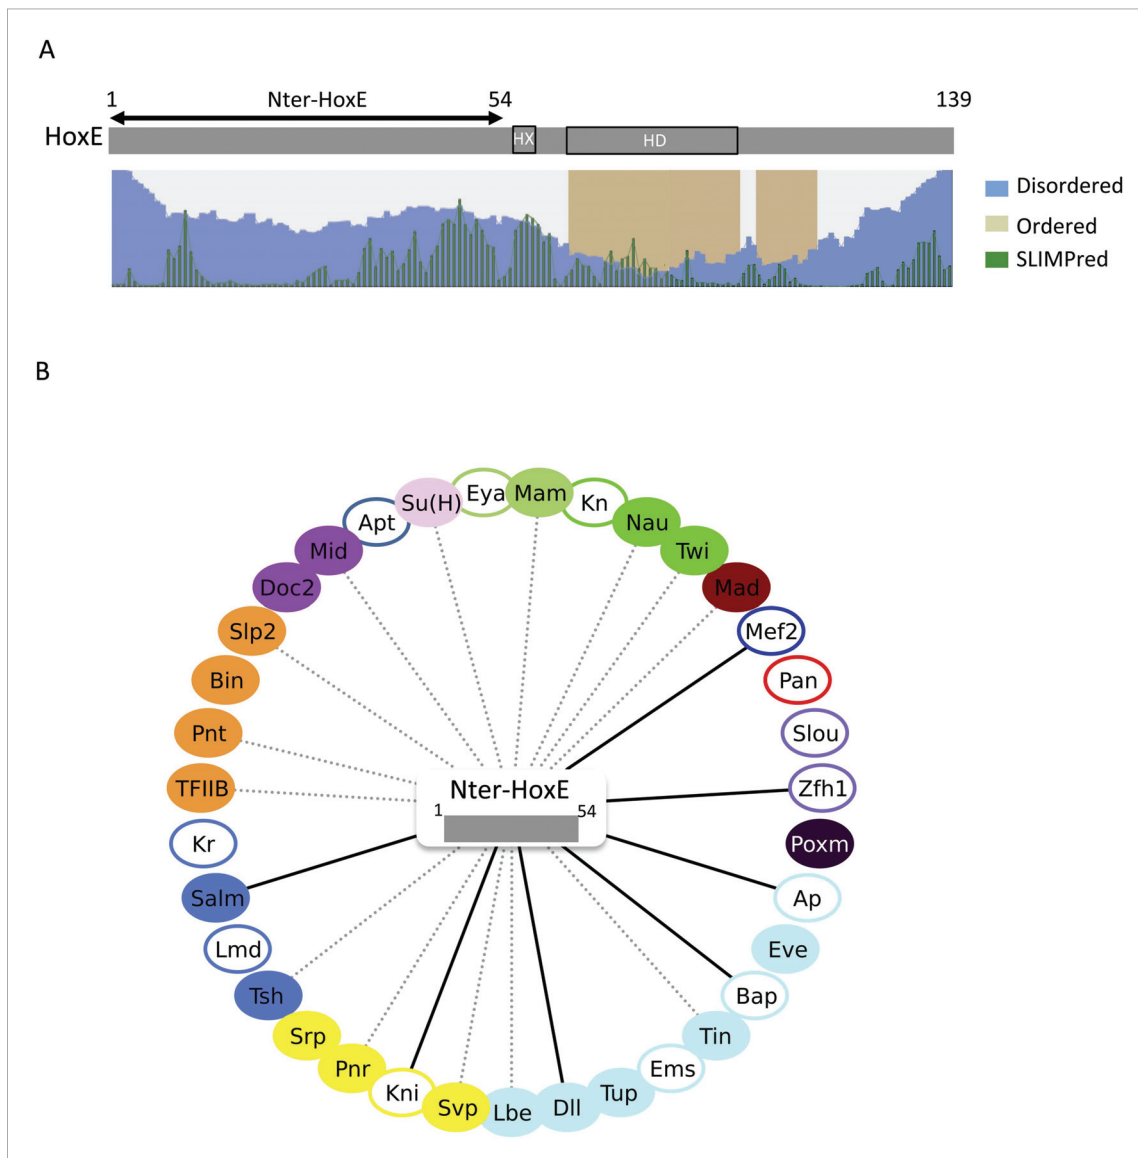 A
1 Nter-HoxE 54 139
HoxE HX HD
Disordered
Ordered
SLIMPred
B
Eya Mam
Su(H) Kn
Apt Nau
Mid Twi
Doc2 Mad
Slp2 Mef2
Bin Pan
Pnt Slou
TFIIB Nter-HoxE Zfh1
1 54
Kr Poxm
Salm Ap
Lmd Eve
Tsh Bap
Srp Tin
Pnr Ems
Kni Tup
Svp Lbe Dll